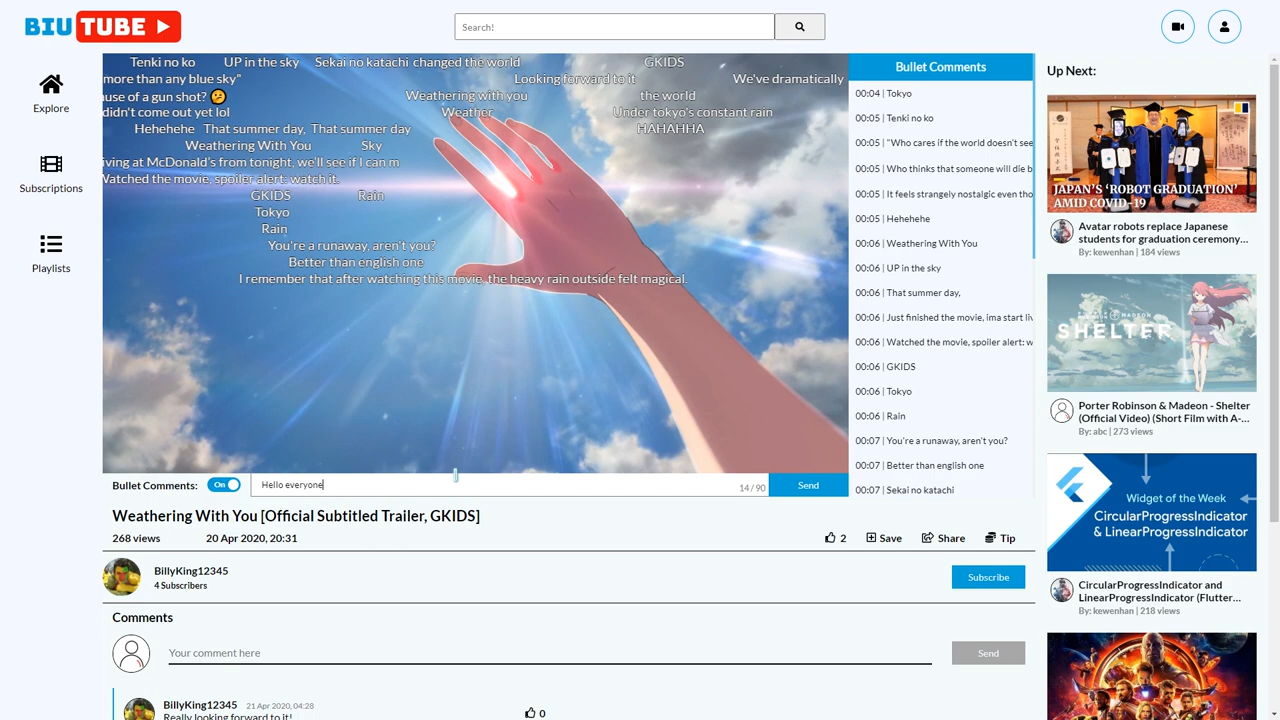 BIU TUBE
Search!
Explore
Subscriptions
Playlists
Tenki no ko UP in the sky Sekai no katachi changed the world GKIDS
more than any blue sky" Looking forward to it We've dramatically
use of a gun shot? 😕 Weathering with you the world
didn't come out yet lol Weather Under tokyo's constant rain
Hehehehe That summer day, That summer day HAHAHHA
Weathering With You Sky
iving at McDonald's from tonight, we'll see if I can m
Watched the movie, spoiler alert: watch it.
GKIDS Rain
Tokyo
Rain
You're a runaway, aren't you?
Better than english one
I remember that after watching this movie, the heavy rain outside felt magical.
Bullet Comments
00:04 | Tokyo
00:05 | Tenki no ko
00:05 | "Who cares if the world doesn't see
00:05 | Who thinks that someone will die b
00:05 | It feels strangely nostalgic even tho
00:05 | Hehehehe
00:06 | Weathering With You
00:06 | UP in the sky
00:06 | That summer day,
00:06 | Just finished the movie, ima start liv
00:06 | Watched the movie, spoiler alert: w
00:06 | GKIDS
00:06 | Tokyo
00:06 | Rain
00:07 | You're a runaway, aren't you?
00:07 | Better than english one
00:07 | Sekai no katachi
Bullet Comments: On Hello everyone 14 / 90 Send
Weathering With You [Official Subtitled Trailer, GKIDS]
268 views 20 Apr 2020, 20:31 2 Save Share Tip
BillyKing12345
4 Subscribers
Subscribe
Comments
Your comment here
Send
BillyKing12345 21 Apr 2020, 04:28
Really looking forward to it!
0
Up Next:
JAPAN'S 'ROBOT GRADUATION'
AMID COVID-19
Avatar robots replace Japanese
students for graduation ceremony...
By: kewenhan | 184 views
PORTER ROBINSON & MADEON
SHELTER
Porter Robinson & Madeon - Shelter
(Official Video) (Short Film with A-...
By: abc | 273 views
Widget of the Week
CircularProgressIndicator
& LinearProgressIndicator
CircularProgressIndicator and
LinearProgressIndicator (Flutter...
By: kewenhan | 218 views